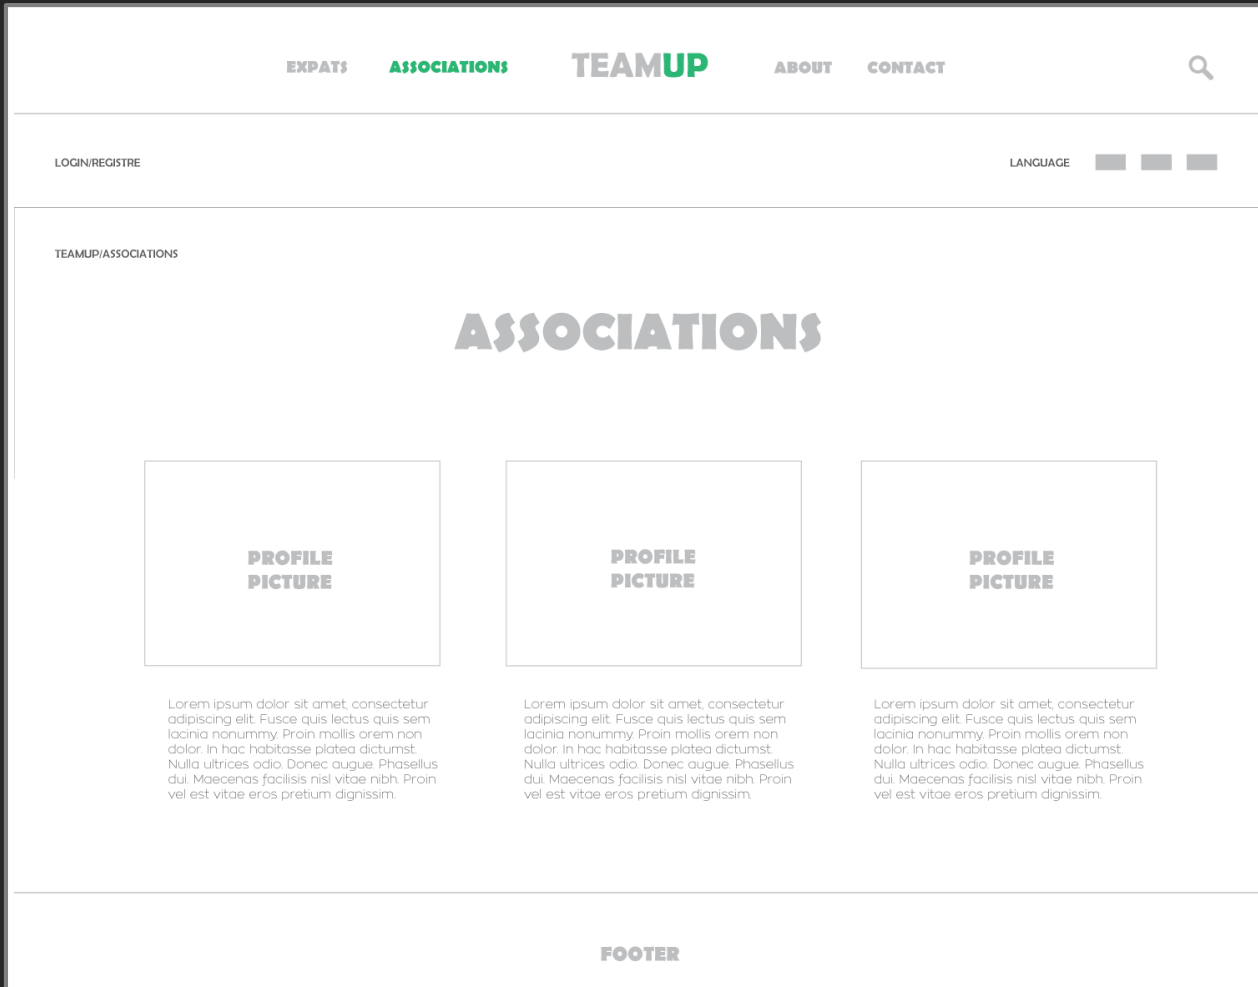 EXPATS ASSOCIATIONS TEAMUP ABOUT CONTACT
LOGIN/REGISTRE LANGUAGE
TEAMUP/ASSOCIATIONS
ASSOCIATIONS
PROFILE
PICTURE
PROFILE
PICTURE
PROFILE
PICTURE
Lorem ipsum dolor sit amet, consectetur
adipiscing elit. Fusce quis lectus quis sem
lacinia nonummy. Proin mollis orem non
dolor. In hac habitasse platea dictumst.
Nulla ultrices odio. Donec augue. Phasellus
dui. Maecenas facilisis nisl vitae nibh. Proin
vel est vitae eros pretium dignissim.
Lorem ipsum dolor sit amet, consectetur
adipiscing elit. Fusce quis lectus quis sem
lacinia nonummy. Proin mollis orem non
dolor. In hac habitasse platea dictumst.
Nulla ultrices odio. Donec augue. Phasellus
dui. Maecenas facilisis nisl vitae nibh. Proin
vel est vitae eros pretium dignissim.
Lorem ipsum dolor sit amet, consectetur
adipiscing elit. Fusce quis lectus quis sem
lacinia nonummy. Proin mollis orem non
dolor. In hac habitasse platea dictumst.
Nulla ultrices odio. Donec augue. Phasellus
dui. Maecenas facilisis nisl vitae nibh. Proin
vel est vitae eros pretium dignissim.
FOOTER